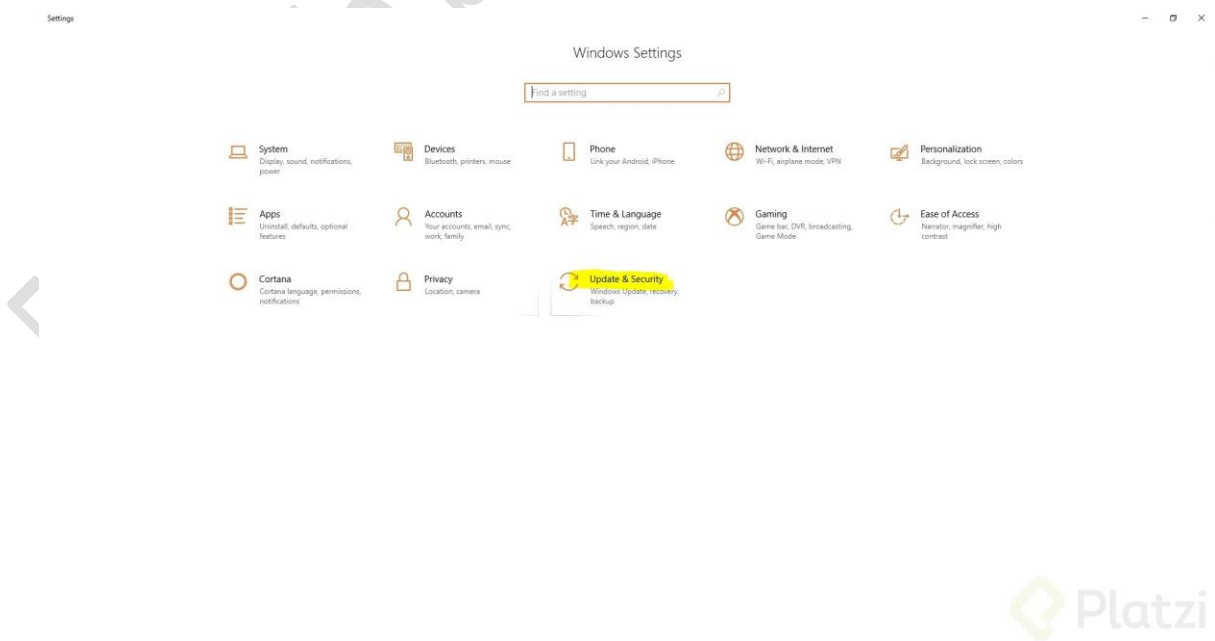 Settings
Windows Settings
Find a setting
System
Display, sound, notifications,
power
Devices
Bluetooth, printers, mouse
Phone
Link your Android, iPhone
Network & Internet
Wi-Fi, airplane mode, VPN
Personalization
Background, lock screen, colors
Apps
Uninstall, defaults, optional
features
Accounts
Your accounts, email, sync,
work, family
Time & Language
Speech, region, date
Gaming
Game bar, DVR, broadcasting,
Game Mode
Ease of Access
Narrator, magnifier, high
contrast
Cortana
Cortana language, permissions,
notifications
Privacy
Location, camera
Update & Security
Windows Update, recovery,
backup
Platzi